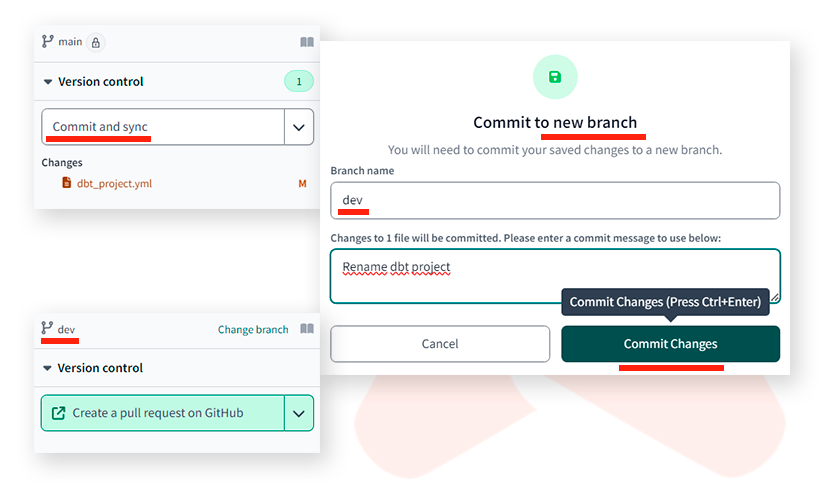 main
Version control
1
Commit and sync
Changes
dbt_project.yml
M
Commit to new branch
You will need to commit your saved changes to a new branch.
Branch name
dev
Changes to 1 file will be committed. Please enter a commit message to use below:
Rename dbt project
Commit Changes (Press Ctrl+Enter)
Cancel
Commit Changes
dev
Change branch
Version control
Create a pull request on GitHub